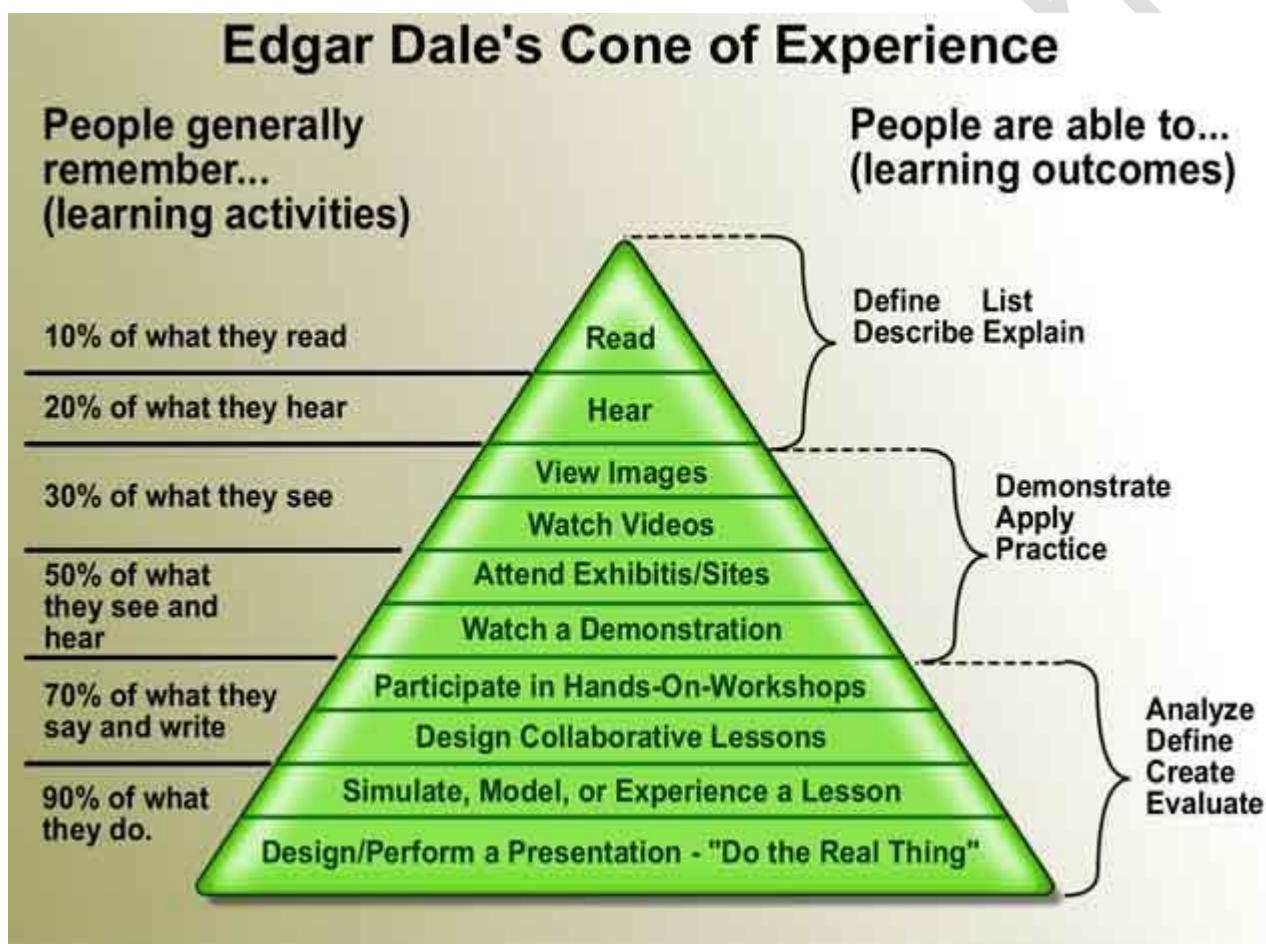 Edgar Dale's Cone of Experience
People generally
remember...
(learning activities)
People are able to...
(learning outcomes)
10% of what they read
20% of what they hear
30% of what they see
50% of what
they see and
hear
70% of what they
say and write
90% of what
they do.
Read
Hear
View Images
Watch Videos
Attend Exhibitis/Sites
Watch a Demonstration
Participate in Hands-On-Workshops
Design Collaborative Lessons
Simulate, Model, or Experience a Lesson
Design/Perform a Presentation - "Do the Real Thing"
Define List
Describe Explain
Demonstrate
Apply
Practice
Analyze
Define
Create
Evaluate